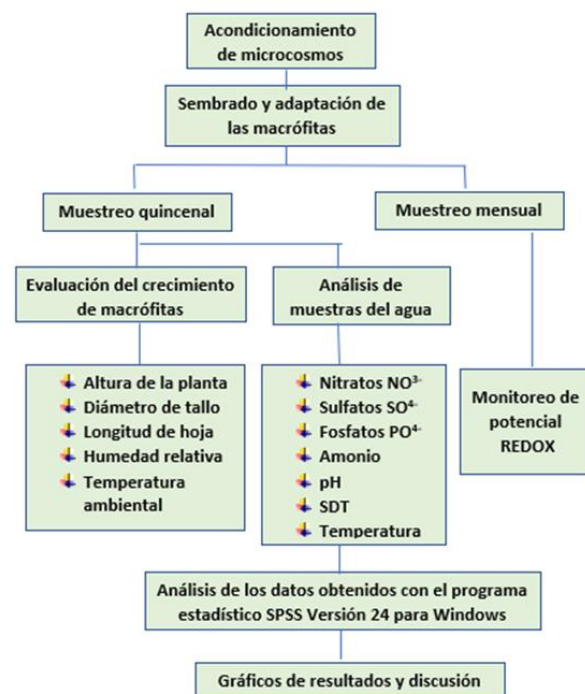 Acondicionamiento
de microcosmos
Sembrado y adaptación de
las macrófitas
Muestreo quincenal
Muestreo mensual
Evaluación del crecimiento
de macrófitas
Análisis de
muestras del agua
Altura de la planta
Diámetro de tallo
Longitud de hoja
Humedad relativa
Temperatura
ambiental
Nitratos NO³⁻
Sulfatos SO⁴⁻
Fosfatos PO⁴⁻
Amonio
pH
SDT
Temperatura
Monitoreo de
potencial
REDOX
Análisis de los datos obtenidos con el programa
estadístico SPSS Versión 24 para Windows
Gráficos de resultados y discusión